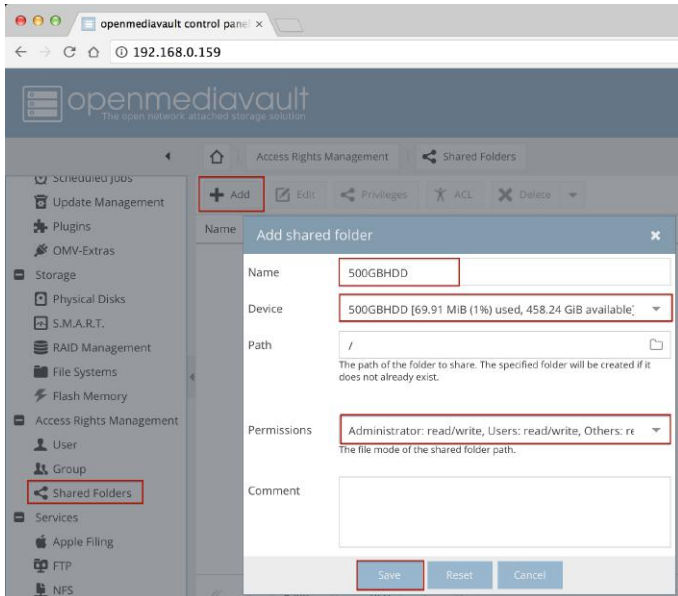 openmediavault control pane
192.168.0.159
openmediavault
The open network attached storage solution
Access Rights Management
Shared Folders
Scheduled Jobs
Update Management
Plugins
OMV-Extras
Storage
Physical Disks
S.M.A.R.T.
RAID Management
File Systems
Flash Memory
Access Rights Management
User
Group
Shared Folders
Services
Apple Filing
FTP
NFS
Add
Edit
Privileges
ACL
Delete
Name
Add shared folder
Name
500GBHDD
Device
500GBHDD [69.91 MiB (1%) used, 458.24 GiB available]
Path
/
The path of the folder to share. The specified folder will be created if it
does not already exist.
Permissions
Administrator: read/write, Users: read/write, Others: re
The file mode of the shared folder path.
Comment
Save
Reset
Cancel